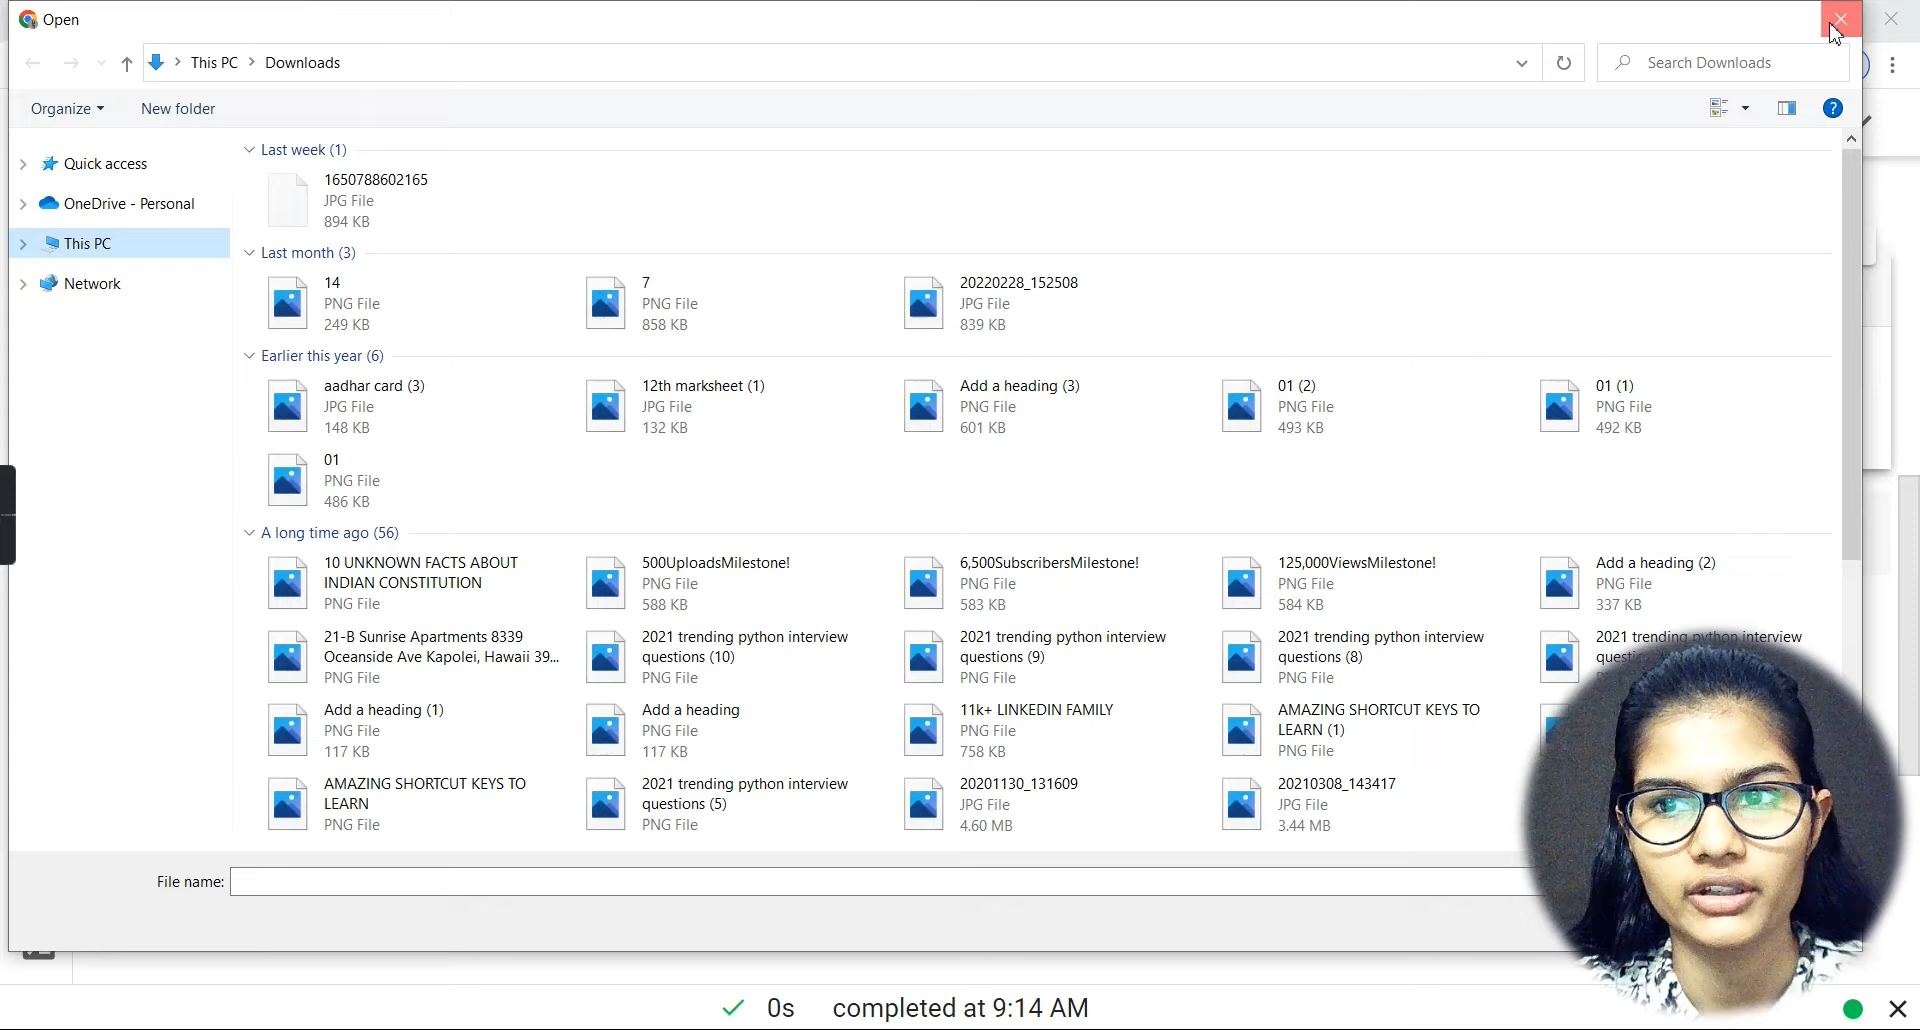 Open
This PC
Downloads
Search Downloads
Organize
New folder
Quick access
OneDrive - Personal
This PC
Network
Last week (1)
1650788602165
JPG File
894 KB
Last month (3)
14
PNG File
249 KB
7
PNG File
858 KB
20220228_152508
JPG File
839 KB
Earlier this year (6)
aadhar card (3)
JPG File
148 KB
12th marksheet (1)
JPG File
132 KB
Add a heading (3)
PNG File
601 KB
01 (2)
PNG File
493 KB
01 (1)
PNG File
492 KB
01
PNG File
486 KB
A long time ago (56)
10 UNKNOWN FACTS ABOUT
INDIAN CONSTITUTION
PNG File
500UploadsMilestone!
PNG File
588 KB
6,500SubscribersMilestone!
PNG File
583 KB
125,000ViewsMilestone!
PNG File
584 KB
Add a heading (2)
PNG File
337 KB
21-B Sunrise Apartments 8339
Oceanside Ave Kapolei, Hawaii 39...
PNG File
2021 trending python interview
questions (10)
PNG File
2021 trending python interview
questions (9)
PNG File
2021 trending python interview
questions (8)
PNG File
2021 trending python interview
Add a heading (1)
PNG File
117 KB
Add a heading
PNG File
117 KB
11k+ LINKEDIN FAMILY
PNG File
758 KB
AMAZING SHORTCUT KEYS TO
LEARN (1)
PNG File
AMAZING SHORTCUT KEYS TO
LEARN
PNG File
2021 trending python interview
questions (5)
PNG File
20201130_131609
JPG File
4.60 MB
20210308_143417
JPG File
3.44 MB
File name:
0s completed at 9:14 AM